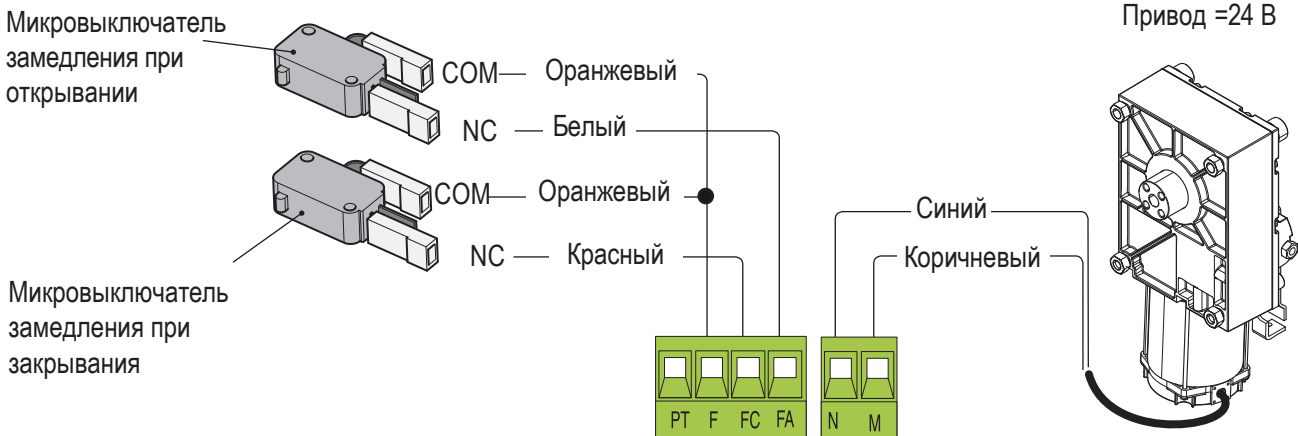 Микровыключатель
замедления при
открывании
COM
Оранжевый
NC
Белый
COM
Оранжевый
NC
Красный
Микровыключатель
замедления при
закрывания
Привод =24 В
Синий
Коричневый
PT F FC FA
N M